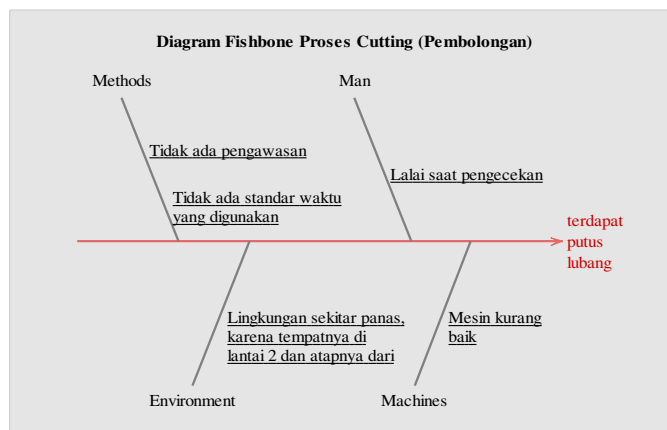 Diagram Fishbone Proses Cutting (Pembolongan)
Methods
Man
Tidak ada pengawasan
Lalai saat pengecekan
Tidak ada standar waktu
yang digunakan
terdapat
putus
lubang
Lingkungan sekitar panas,
karena tempatnya di
lantai 2 dan atapnya dari
Mesin kurang
baik
Environment
Machines